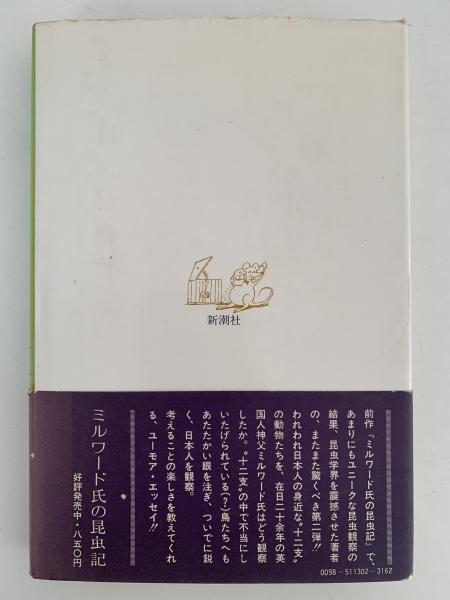 新潮社
前作『ミルワード氏の昆虫記』で、
あまりにもユニークな昆虫観察の
結果、昆虫学界を震撼させた著者
の、またまた驚くべき第二弾!!
われわれ日本人の身近な〝十二支〟
の動物たちを、在日二十余年の英
国人神父ミルワード氏はどう観察
したか。〝十二支〟の中で不当にし
いたげられている(?)鳥たちへも
あたたかい眼を注ぎ、ついでに鋭
く、日本人を観察。
考えることの楽しさを教えてくれ
る、ユーモア・エッセイ!!
ミルワード氏の昆虫記
好評発売中・八五〇円
0098-511302-3162